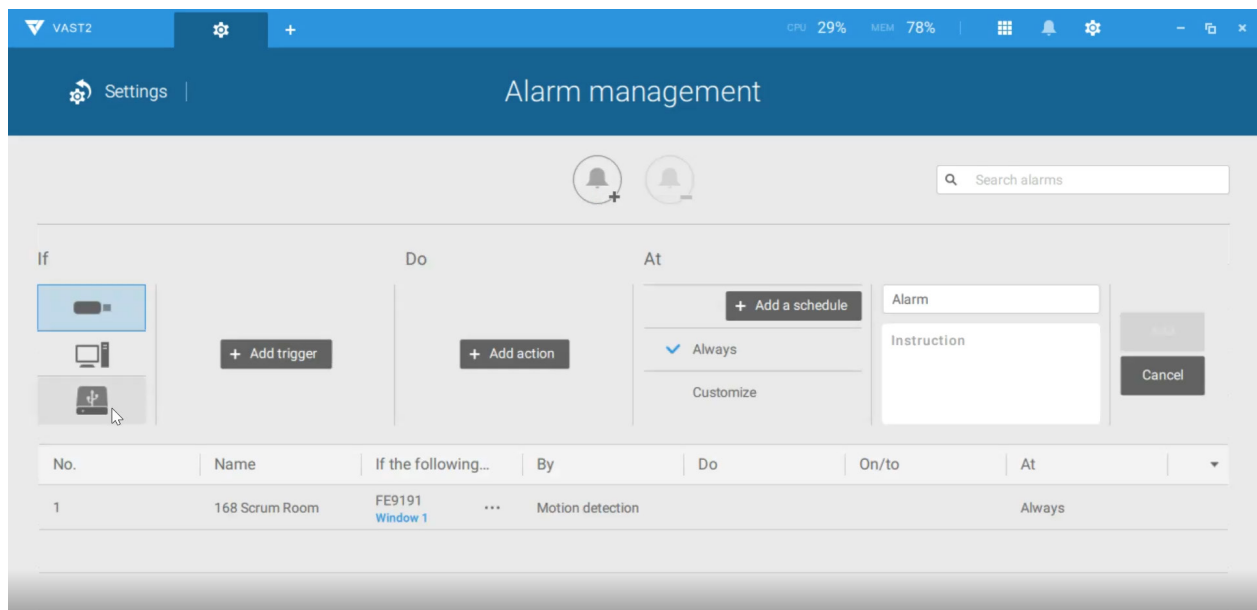 VAST2
+
CPU 29% MEM 78%
Settings
Alarm management
Search alarms
If
Do
At
+ Add trigger
+ Add action
+ Add a schedule
Always
Customize
Alarm
Instruction
Cancel
No. Name If the following... By Do On/to At
1 168 Scrum Room FE9191 ... Motion detection Always
Window 1